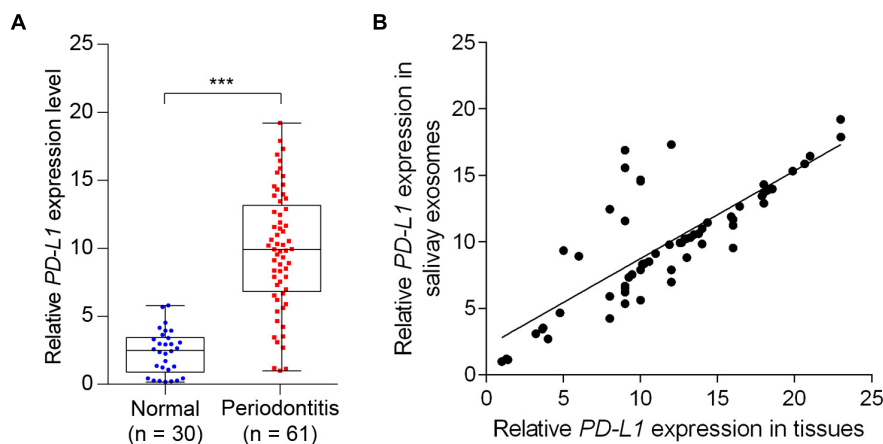 A
Relative PD-L1 expression level
25
20
15
10
5
0
***
Normal
(n = 30)
Periodontitis
(n = 61)
B
Relative PD-L1 expression in
salivay exosomes
25
20
15
10
5
0
0
5
10
15
20
25
Relative PD-L1 expression in tissues